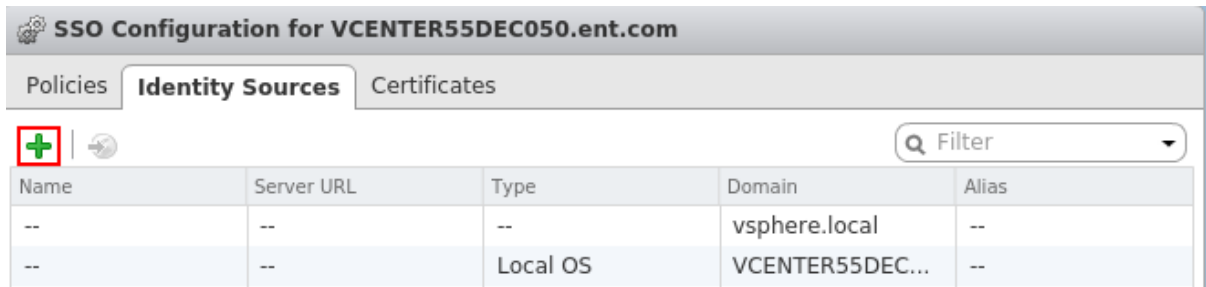 SSO Configuration for VCENTER55DEC050.ent.com
Policies Identity Sources Certificates
Filter
Name Server URL Type Domain Alias
-- -- -- vsphere.local --
-- -- Local OS VCENTER55DEC... --